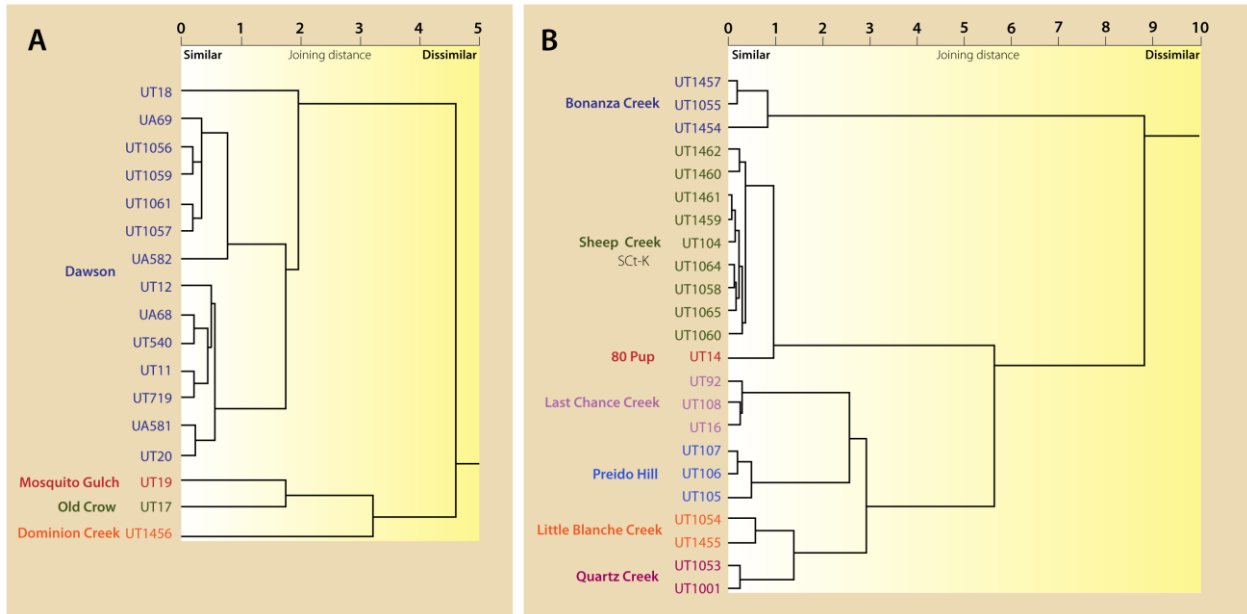 A
0 1 2 3 4 5
Similar Joining distance Dissimilar
UT18
UA69
UT1056
UT1059
UT1061
UT1057
UA582
Dawson
UT12
UA68
UT540
UT11
UT719
UA581
UT20
Mosquito Gulch UT19
Old Crow UT17
Dominion Creek UT1456
B
0 1 2 3 4 5 6 7 8 9 10
Similar Joining distance Dissimilar
UT1457
Bonanza Creek UT1055
UT1454
UT1462
UT1460
UT1461
UT1459
Sheep Creek UT104
SCt-K
UT1064
UT1058
UT1065
UT1060
80 Pup UT14
UT92
Last Chance Creek UT108
UT16
UT107
Preido Hill UT106
UT105
UT1054
Little Blanche Creek
UT1455
UT1053
Quartz Creek
UT1001